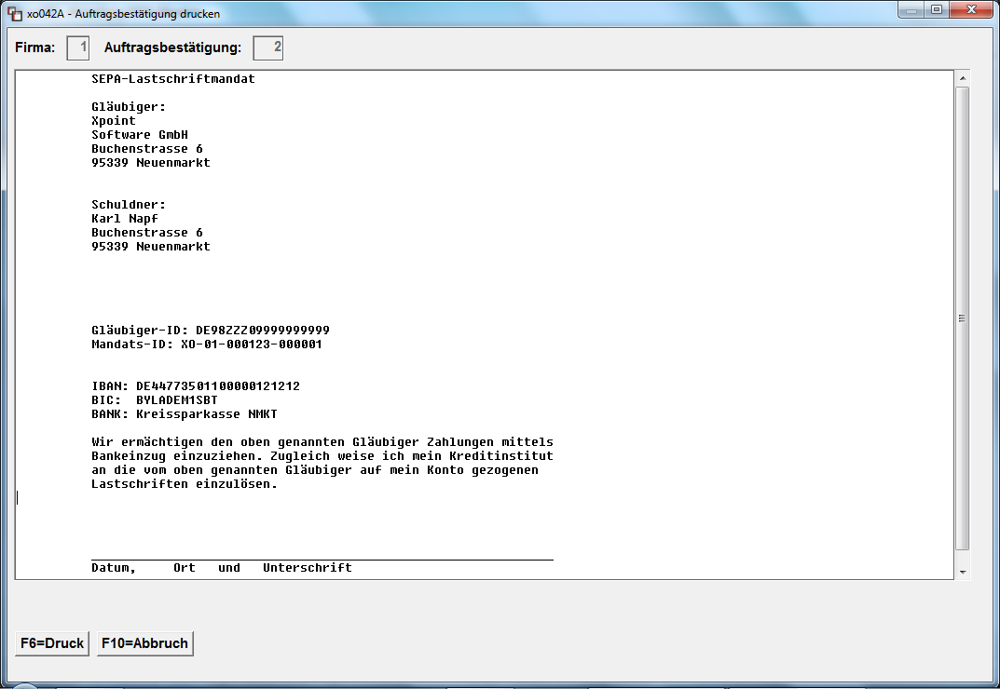 xo042A - Auftragsbestätigung drucken
Firma: 1 Auftragsbestätigung: 2
SEPA-Lastschriftmandat
Gläubiger:
Xpoint
Software GmbH
Buchenstrasse 6
95339 Neuenmarkt
Schuldner:
Karl Napf
Buchenstrasse 6
95339 Neuenmarkt
Gläubiger-ID: DE98ZZZ09999999999
Mandats-ID: XO-01-000123-000001
IBAN: DE44773501100000121212
BIC: BYLADEM1SBT
BANK: Kreissparkasse NMKT
Wir ermächtigen den oben genannten Gläubiger Zahlungen mittels
Bankeinzug einzuziehen. Zugleich weise ich mein Kreditinstitut
an die vom oben genannten Gläubiger auf mein Konto gezogenen
Lastschriften einzulösen.
Datum, Ort und Unterschrift
F6=Druck F10=Abbruch